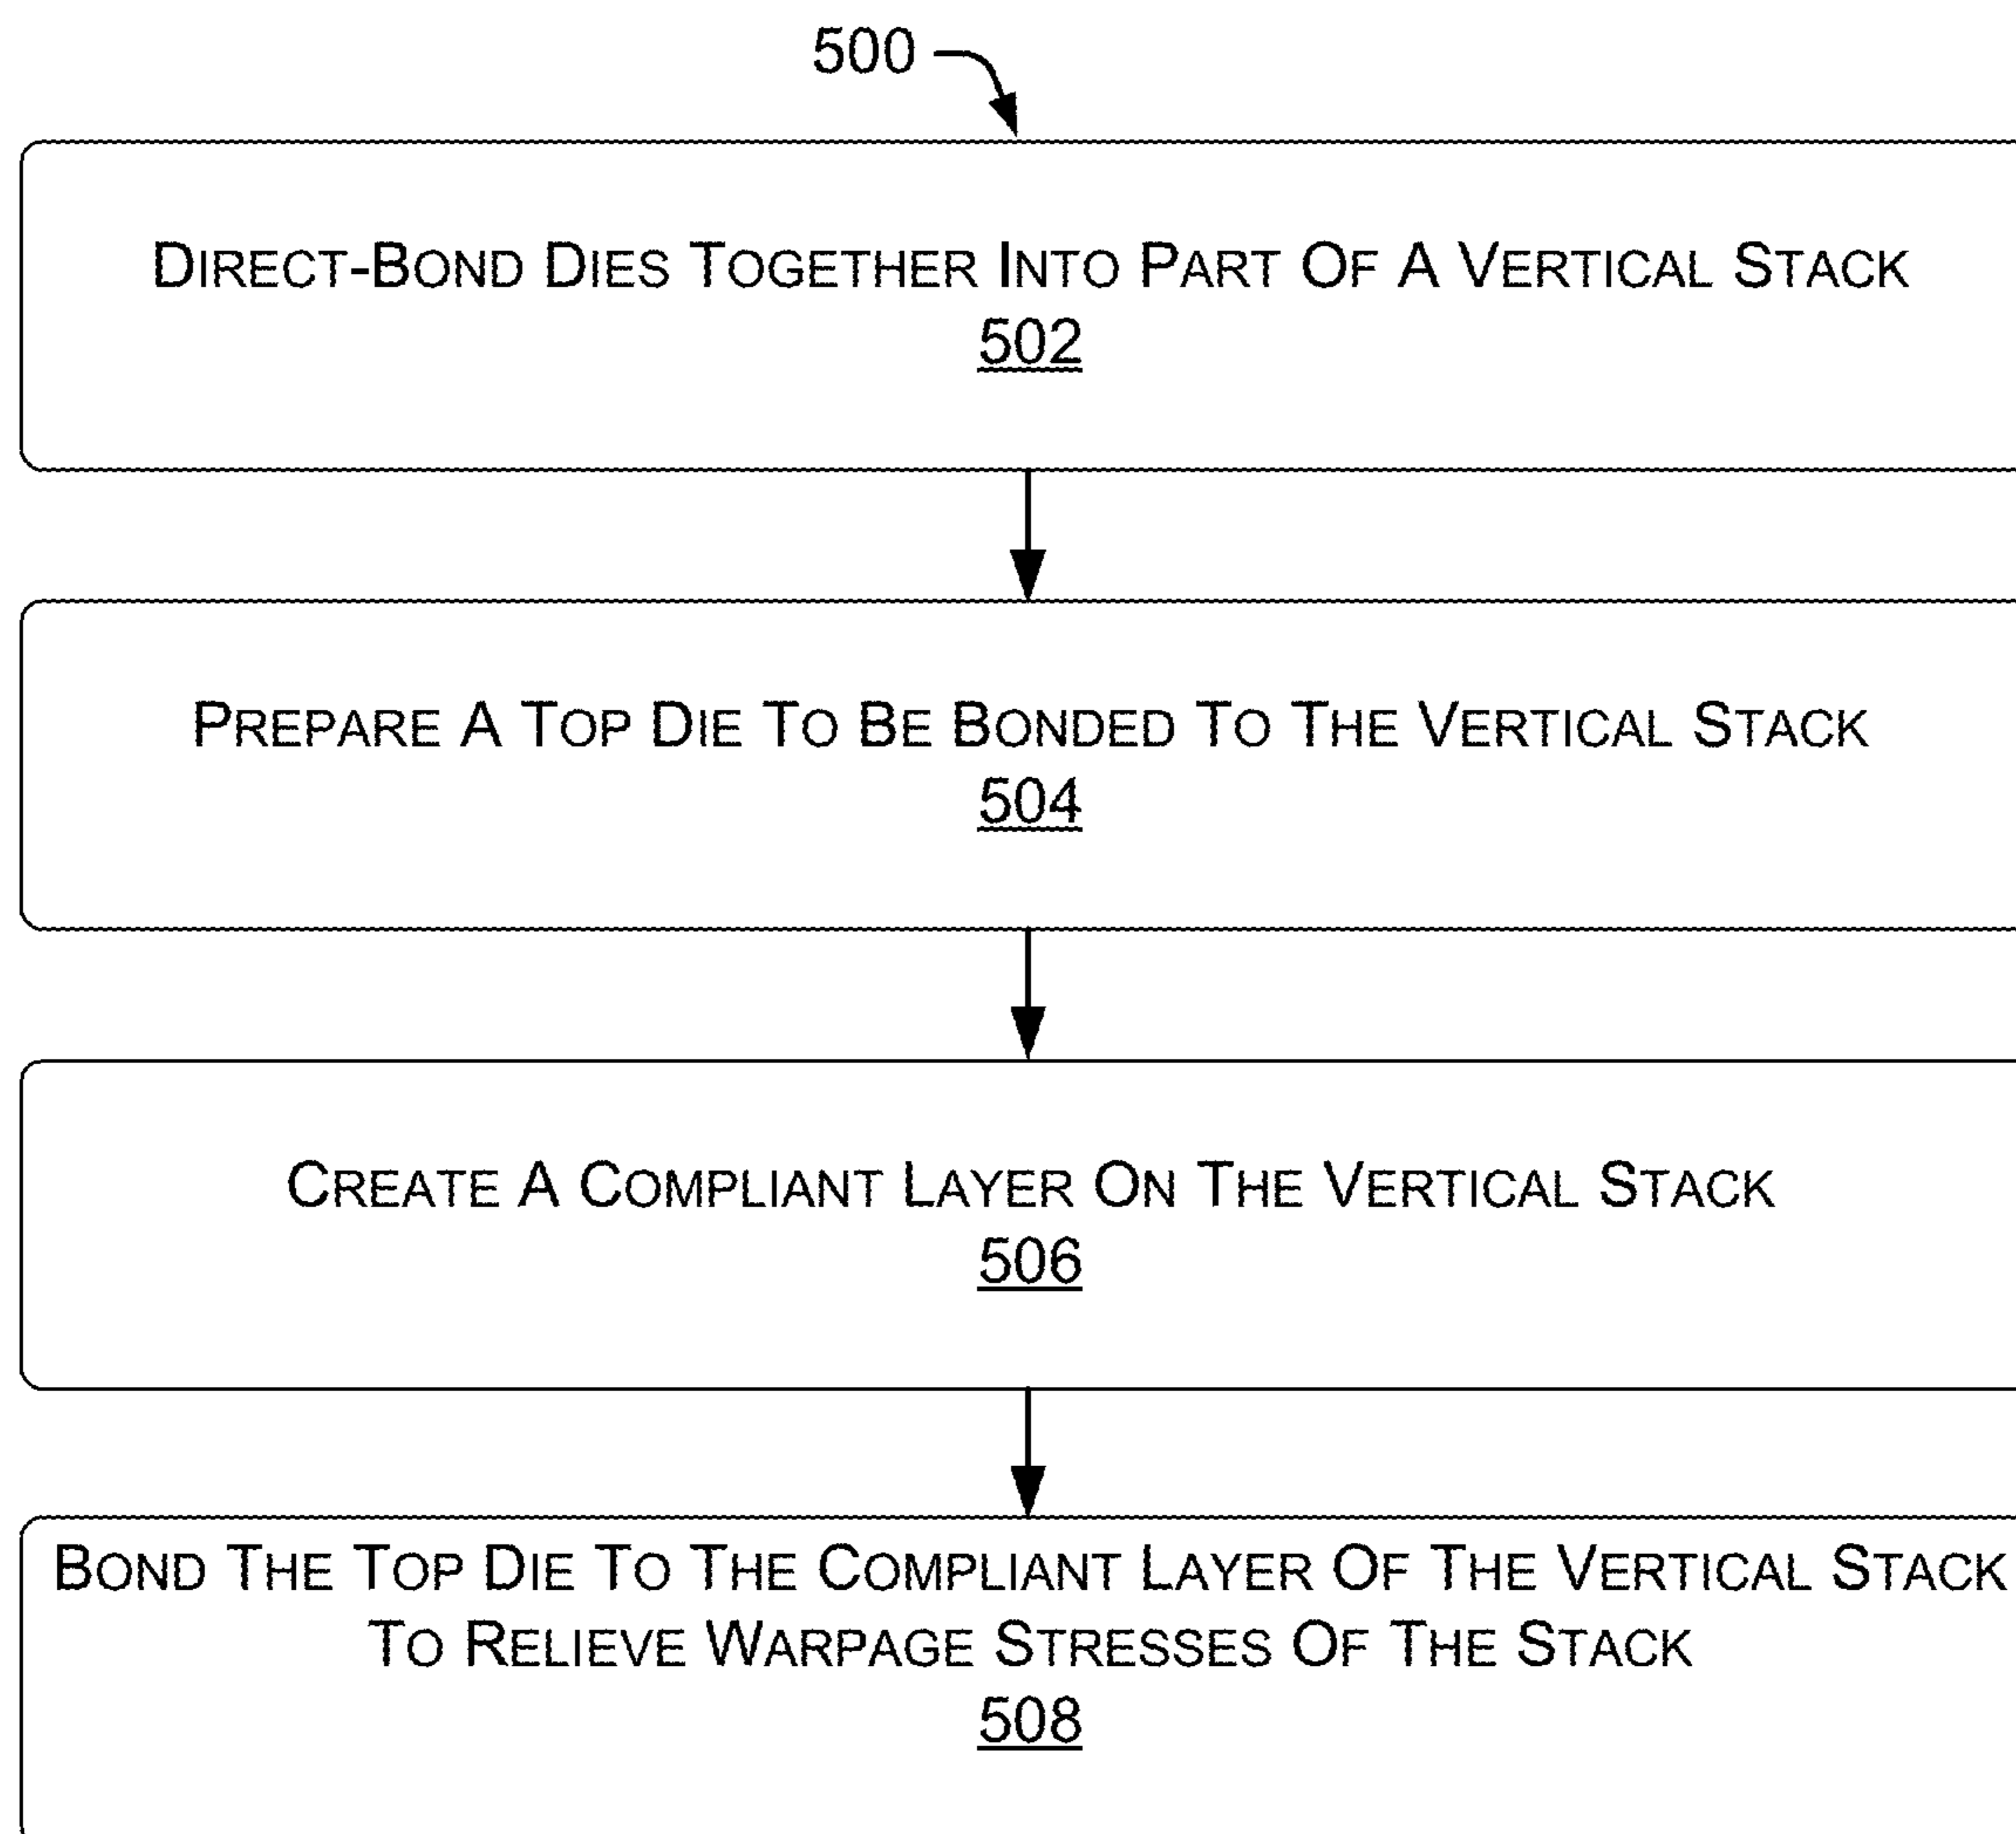 500
DIRECT-BOND DIES TOGETHER INTO PART OF A VERTICAL STACK
502
PREPARE A TOP DIE TO BE BONDED TO THE VERTICAL STACK
504
CREATE A COMPLIANT LAYER ON THE VERTICAL STACK
506
BOND THE TOP DIE TO THE COMPLIANT LAYER OF THE VERTICAL STACK
TO RELIEVE WARPAGE STRESSES OF THE STACK
508